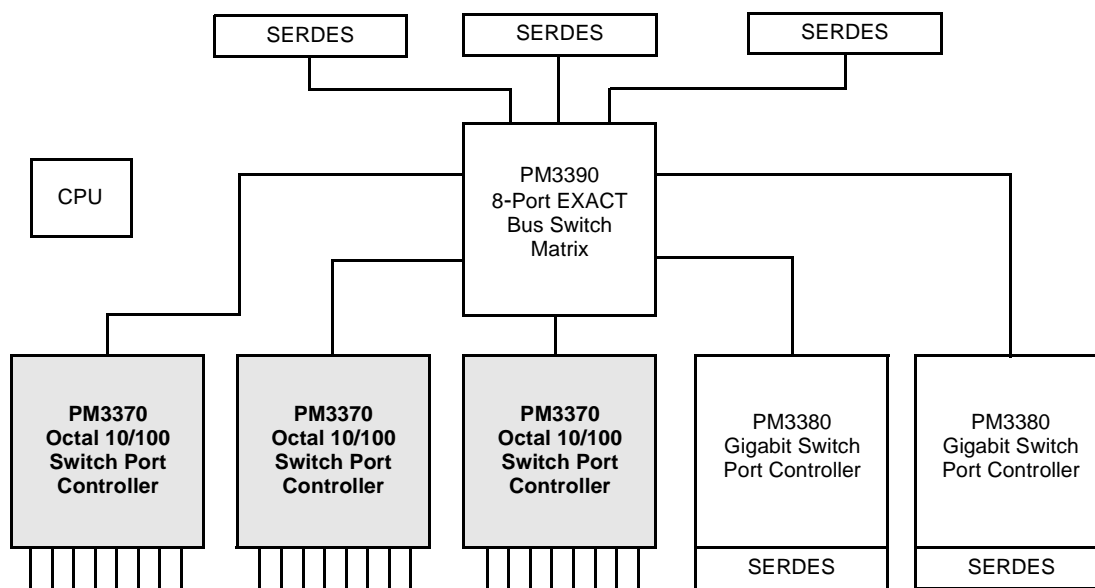 SERDES
SERDES
SERDES
CPU
PM3390
8-Port EXACT
Bus Switch
Matrix
PM3370
Octal 10/100
Switch Port
Controller
PM3370
Octal 10/100
Switch Port
Controller
PM3370
Octal 10/100
Switch Port
Controller
PM3380
Gigabit Switch
Port Controller
SERDES
PM3380
Gigabit Switch
Port Controller
SERDES